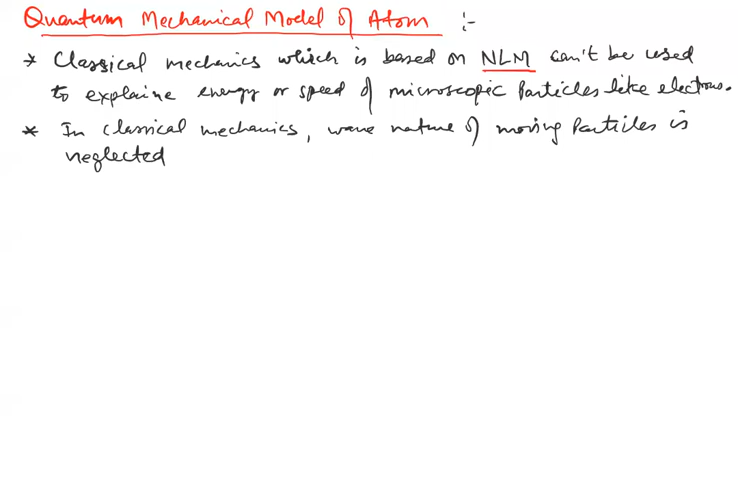 Quantum Mechanical Model of Atom :-
* Classical mechanics which is based on NLM can't be used
to explaine energy or speed of microscopic particles like electrons.
* In classical mechanics, wave nature of moving particles is
neglected